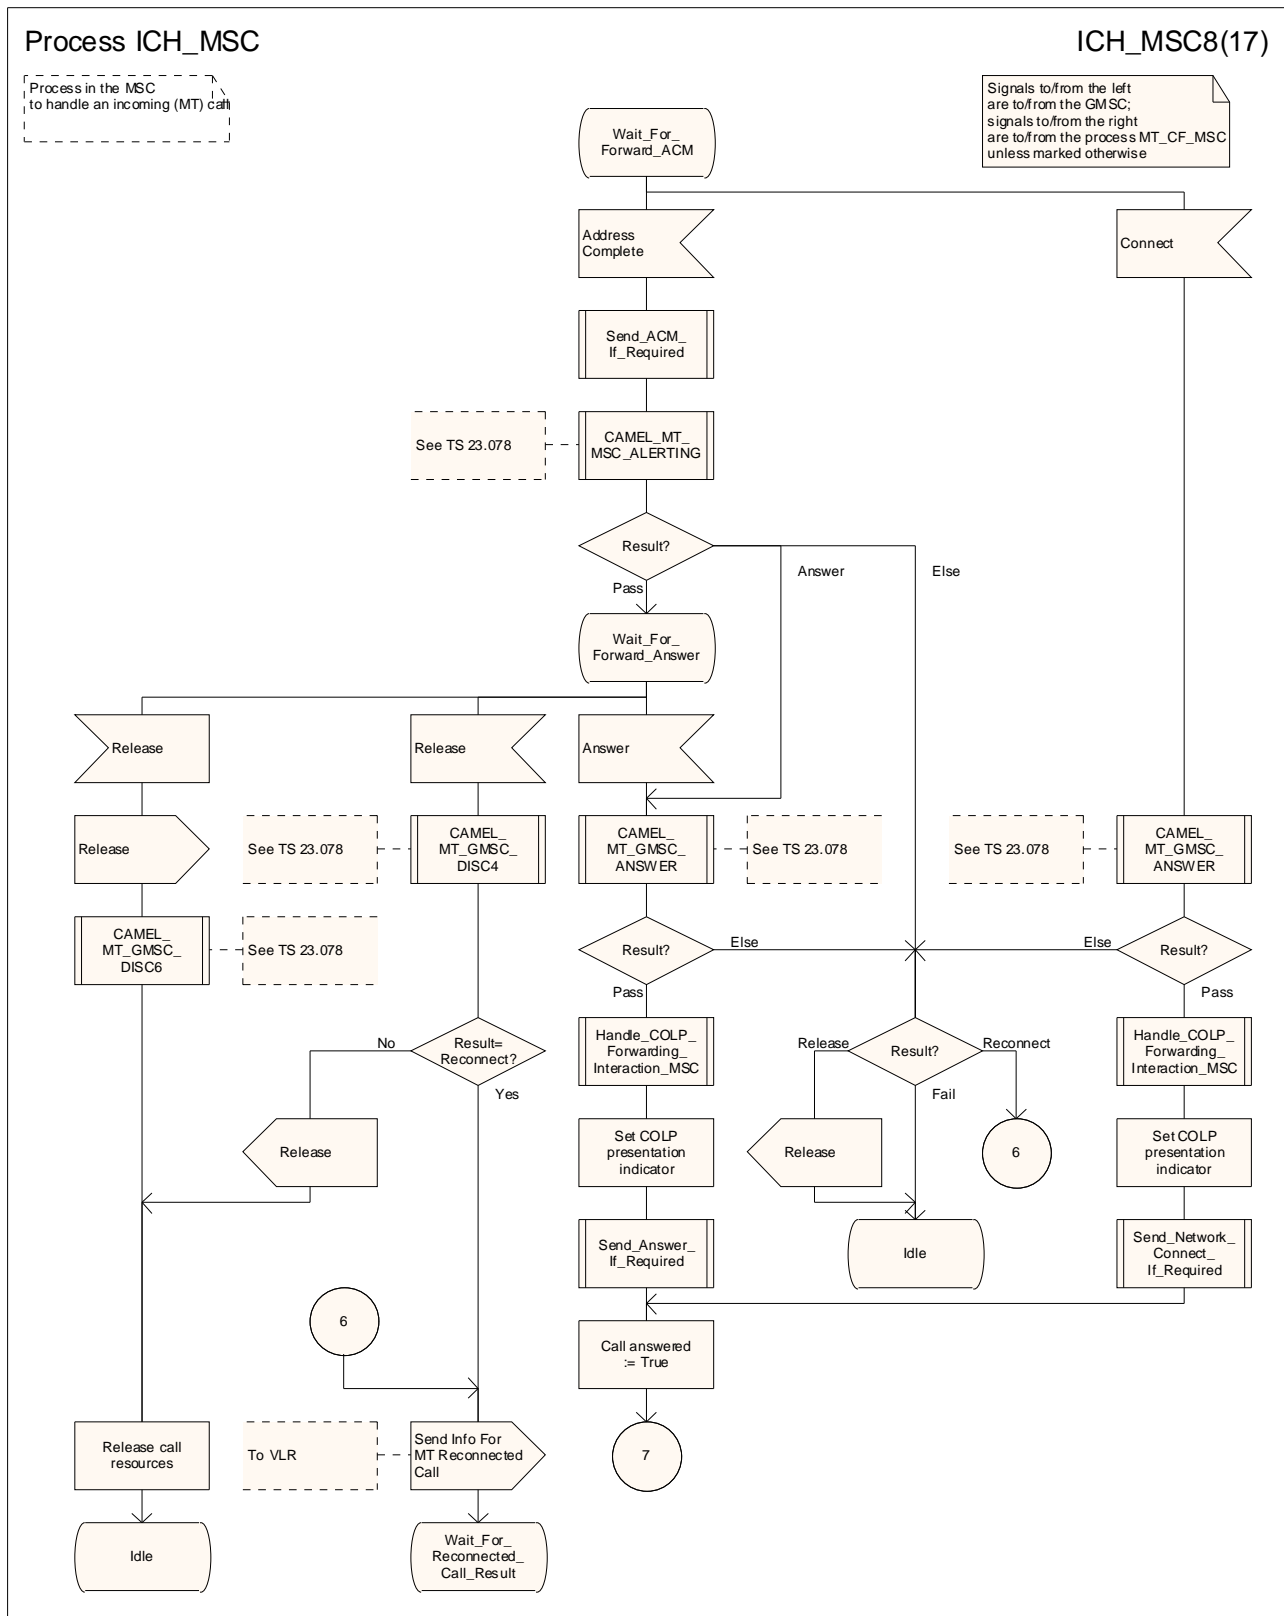 Process ICH_MSC
ICH_MSC8(17)
Process in the MSC
to handle an incoming (MT) call
Signals to/from the left
are to/from the GMSC;
signals to/from the right
are to/from the process MT_CF_MSC
unless marked otherwise
Wait_For_
Forward_ACM
Address
Complete
Connect
Send_ACM_
If_Required
See TS 23.078
CAMEL_MT_
MSC_ALERTING
Result?
Answer
Else
Pass
Wait_For_
Forward_Answer
Release
Release
Answer
Release
See TS 23.078
CAMEL_
MT_GMSC_
DISC4
CAMEL_
MT_GMSC_
ANSWER
See TS 23.078
See TS 23.078
CAMEL_
MT_GMSC_
ANSWER
CAMEL_
MT_GMSC_
DISC6
See TS 23.078
Result?
Else
Else
Result?
Pass
Pass
No
Result=
Reconnect?
Yes
Handle_COLP_
Forwarding_
Interaction_MSC
Release
Result?
Reconnect
Fail
Handle_COLP_
Forwarding_
Interaction_MSC
Release
Set COLP
presentation
indicator
Release
6
Set COLP
presentation
indicator
Send_Answer_
If_Required
Idle
Send_Network_
Connect_
If_Required
6
Call answered
:= True
Release call
resources
To VLR
Send Info For
MT Reconnected
Call
7
Idle
Wait_For_
Reconnected_
Call_Result